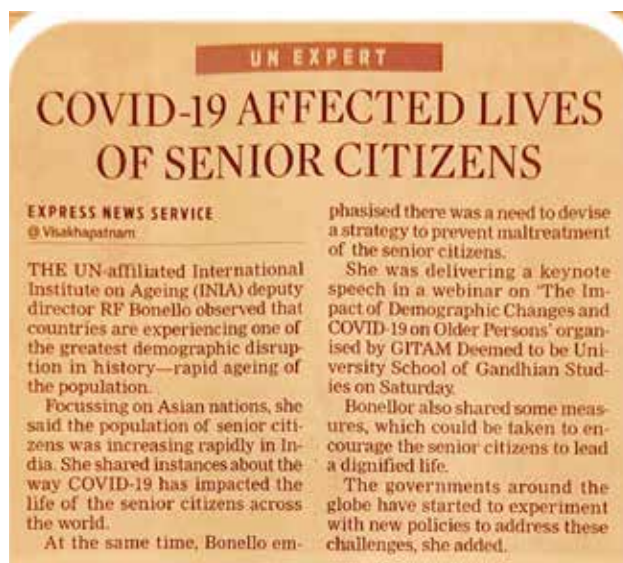 UN EXPERT
COVID-19 AFFECTED LIVES
OF SENIOR CITIZENS
EXPRESS NEWS SERVICE
@ Visakhapatnam
THE UN-affiliated International
Institute on Ageing (INIA) deputy
director RF Bonello observed that
countries are experiencing one of
the greatest demographic disrup-
tion in history—rapid ageing of
the population.
Focussing on Asian nations, she
said the population of senior citi-
zens was increasing rapidly in In-
dia. She shared instances about the
way COVID-19 has impacted the
life of the senior citizens across
the world.
At the same time, Bonello em-
phasised there was a need to devise
a strategy to prevent maltreatment
of the senior citizens.
She was delivering a keynote
speech in a webinar on 'The Im-
pact of Demographic Changes and
COVID-19 on Older Persons' organ-
ised by GITAM Deemed to be Uni-
versity School of Gandhian Stud-
ies on Saturday.
Bonellor also shared some meas-
ures, which could be taken to en-
courage the senior citizens to lead
a dignified life.
The governments around the
globe have started to experiment
with new policies to address these
challenges, she added.